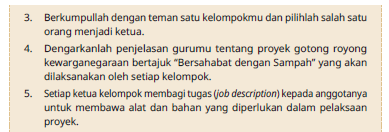 3. Berkumpullah dengan teman satu kelompokmu dan pilihlah salah satu
orang menjadi ketua.
4. Dengarkanlah penjelasan gurumu tentang proyek gotong royong
kewarganegaraan bertajuk “Bersahabat dengan Sampah” yang akan
dilaksanakan oleh setiap kelompok.
5. Setiap ketua kelompok membagi tugas (job description) kepada anggotanya
untuk membawa alat dan bahan yang diperlukan dalam pelaksaan
proyek.